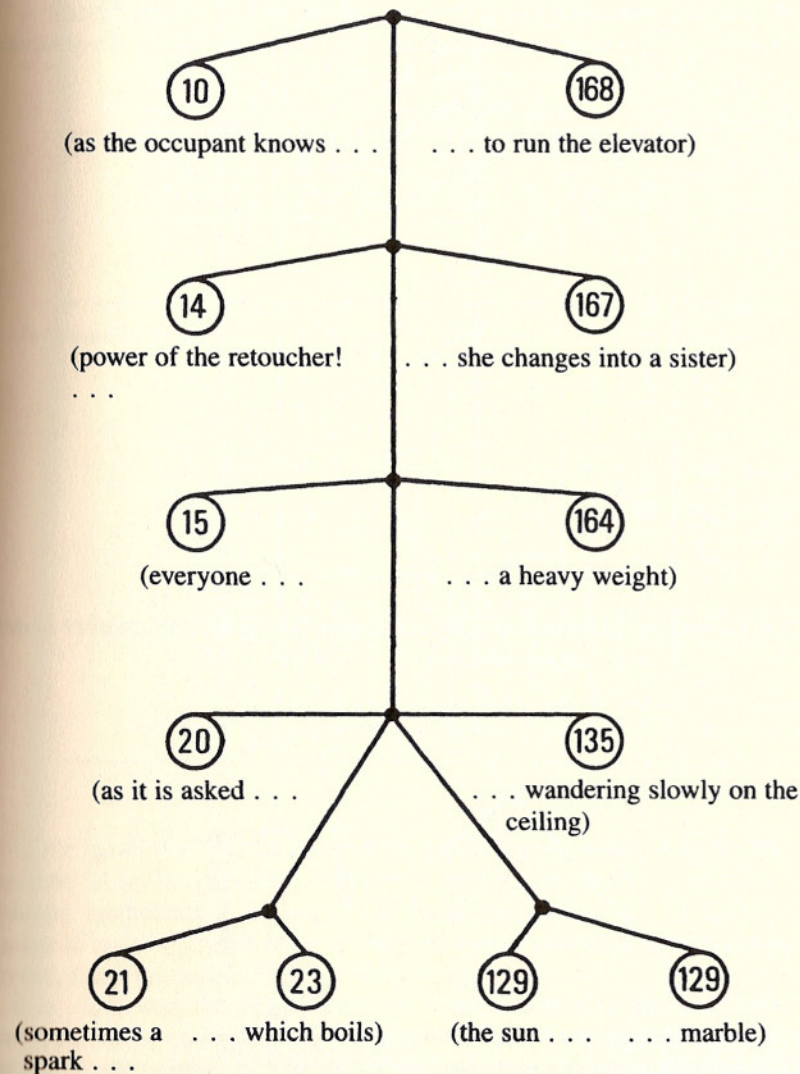 10 168
(as the occupant knows . . . . . . to run the elevator)
14 167
(power of the retoucher! . . . she changes into a sister)
. . .
15 164
(everyone . . . . . . a heavy weight)
20 135
(as it is asked . . . . . . wandering slowly on the
ceiling)
21 23 129 129
(sometimes a . . . which boils) (the sun . . . . . . marble)
spark . . .